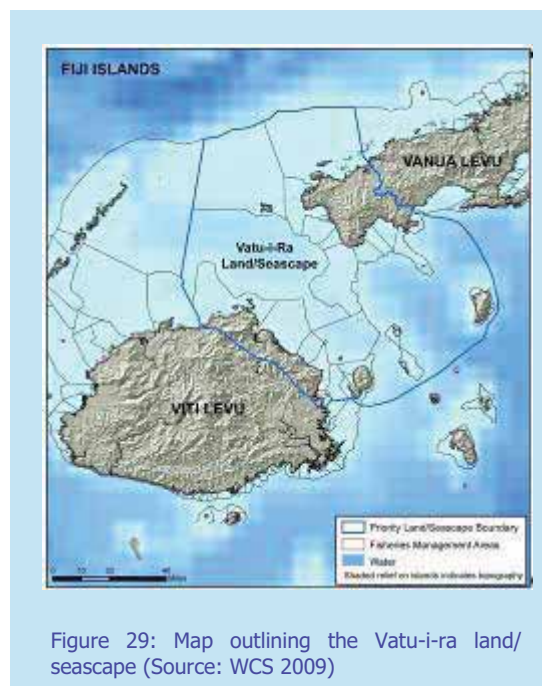 FIJI ISLANDS
VANUA LEVU
Vatu-i-Ra
Land/Seascape
VITI LEVU
Priority Land/Seascape Boundary
Fisheries Management Areas
Water
Shaded relief on islands indicates topography
Figure 29: Map outlining the Vatu-i-ra land/
seascape (Source: WCS 2009)